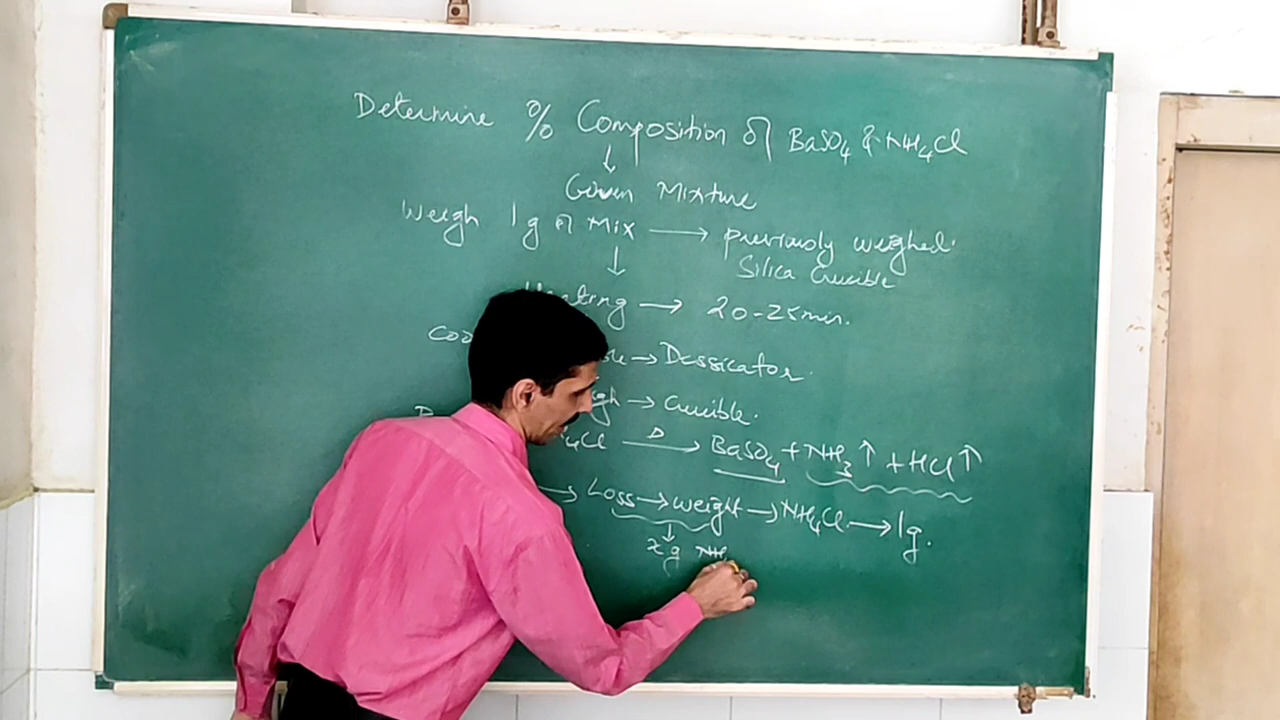 Determine % Composition of BaSO4 & NH4Cl
↓
Given Mixture
Weigh 1g of Mix → previously weighed.
Silica Crucible
↓
Heating → 20-25min.
→ Dessicator.
→ Crucible.
Δ → BaSO4 + NH3 ↑ + HCl ↑
→ Loss → weight → NH4Cl → 1g.
↓
x g